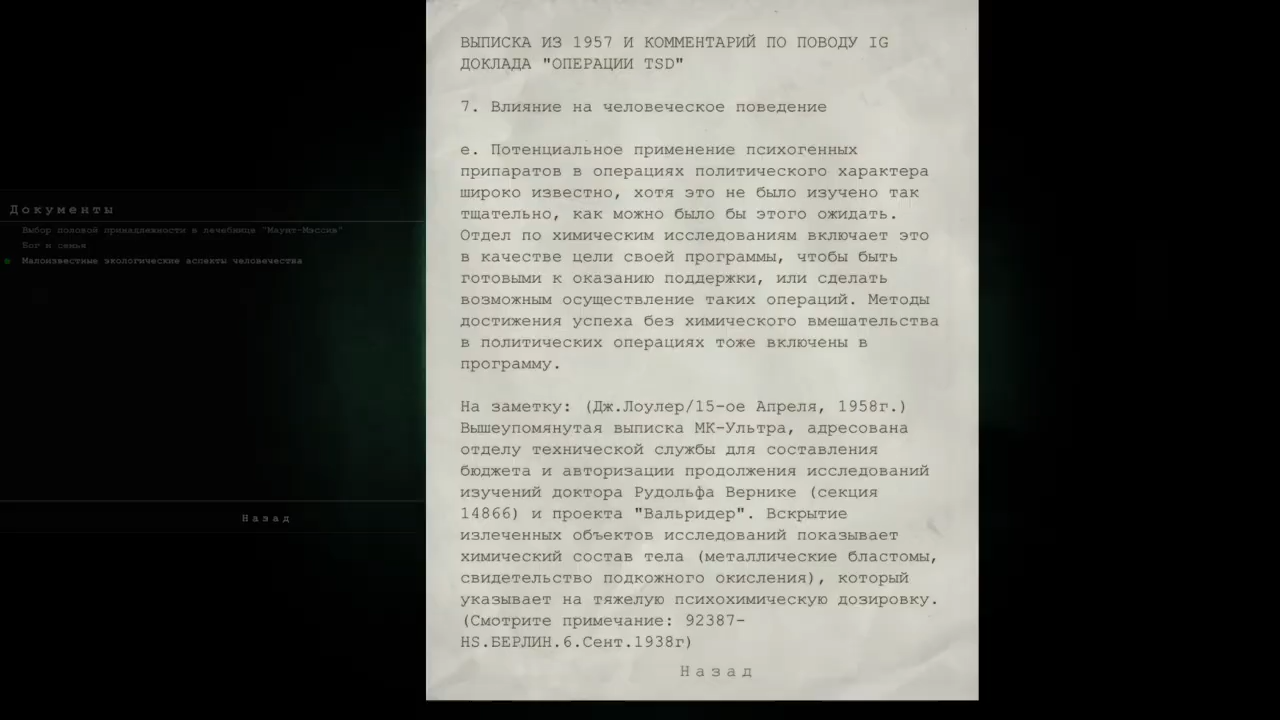 Документы
Выбор половой принадлежности в лечебнице "Маунт-Мэссив"
Бог и семья
Малоизвестные экологические аспекты человечества
Назад
ВЫПИСКА ИЗ 1957 И КОММЕНТАРИЙ ПО ПОВОДУ IG
ДОКЛАДА "ОПЕРАЦИИ TSD"
7. Влияние на человеческое поведение
е. Потенциальное применение психогенных
препаратов в операциях политического характера
широко известно, хотя это не было изучено так
тщательно, как можно было бы этого ожидать.
Отдел по химическим исследованиям включает это
в качестве цели своей программы, чтобы быть
готовыми к оказанию поддержки, или сделать
возможным осуществление таких операций. Методы
достижения успеха без химического вмешательства
в политических операциях тоже включены в
программу.
На заметку: (Дж.Лоулер/15-ое Апреля, 1958г.)
Вышеупомянутая выписка МК-Ультра, адресована
отделу технической службы для составления
бюджета и авторизации продолжения исследований
изучений доктора Рудольфа Вернике (секция
14866) и проекта "Вальридер". Вскрытие
излеченных объектов исследований показывает
химический состав тела (металлические бластомы,
свидетельство подкожного окисления), который
указывает на тяжелую психохимическую дозировку.
(Смотрите примечание: 92387-
HS.БЕРЛИН.6.Сент.1938г)
Назад